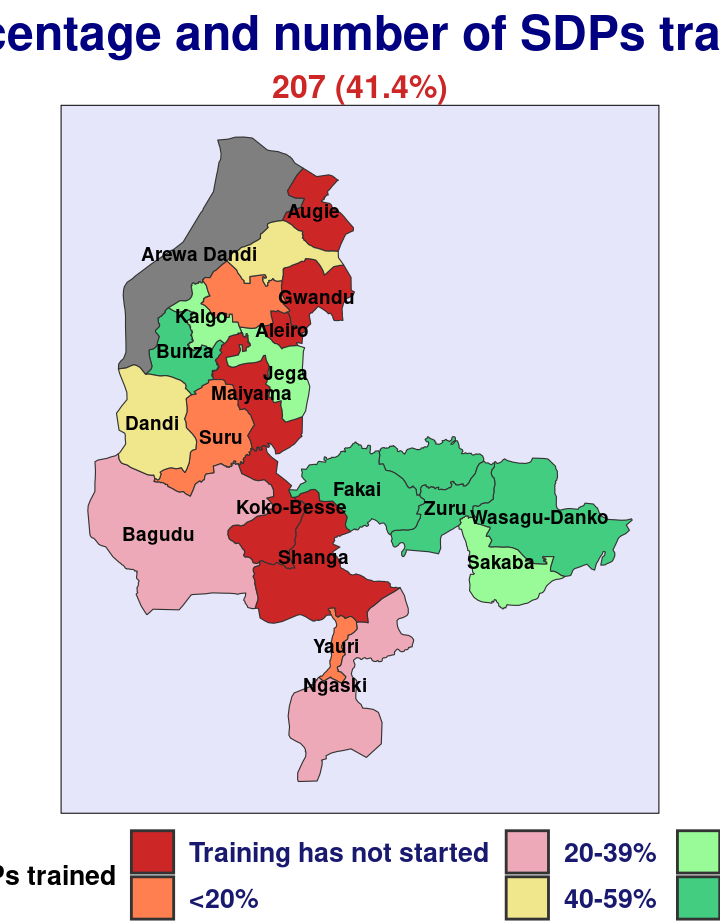 centage and number of SDPs tra
207 (41.4%)
Augie
Arewa Dandi
Gwandu
Kalgo
Aleiro
Bunza
Jega
Maiyama
Dandi
Suru
Fakai
Koko-Besse
Zuru
Wasagu-Danko
Bagudu
Shanga
Sakaba
Yauri
Ngaski
Training has not started 20-39%
Ps trained
<20% 40-59%